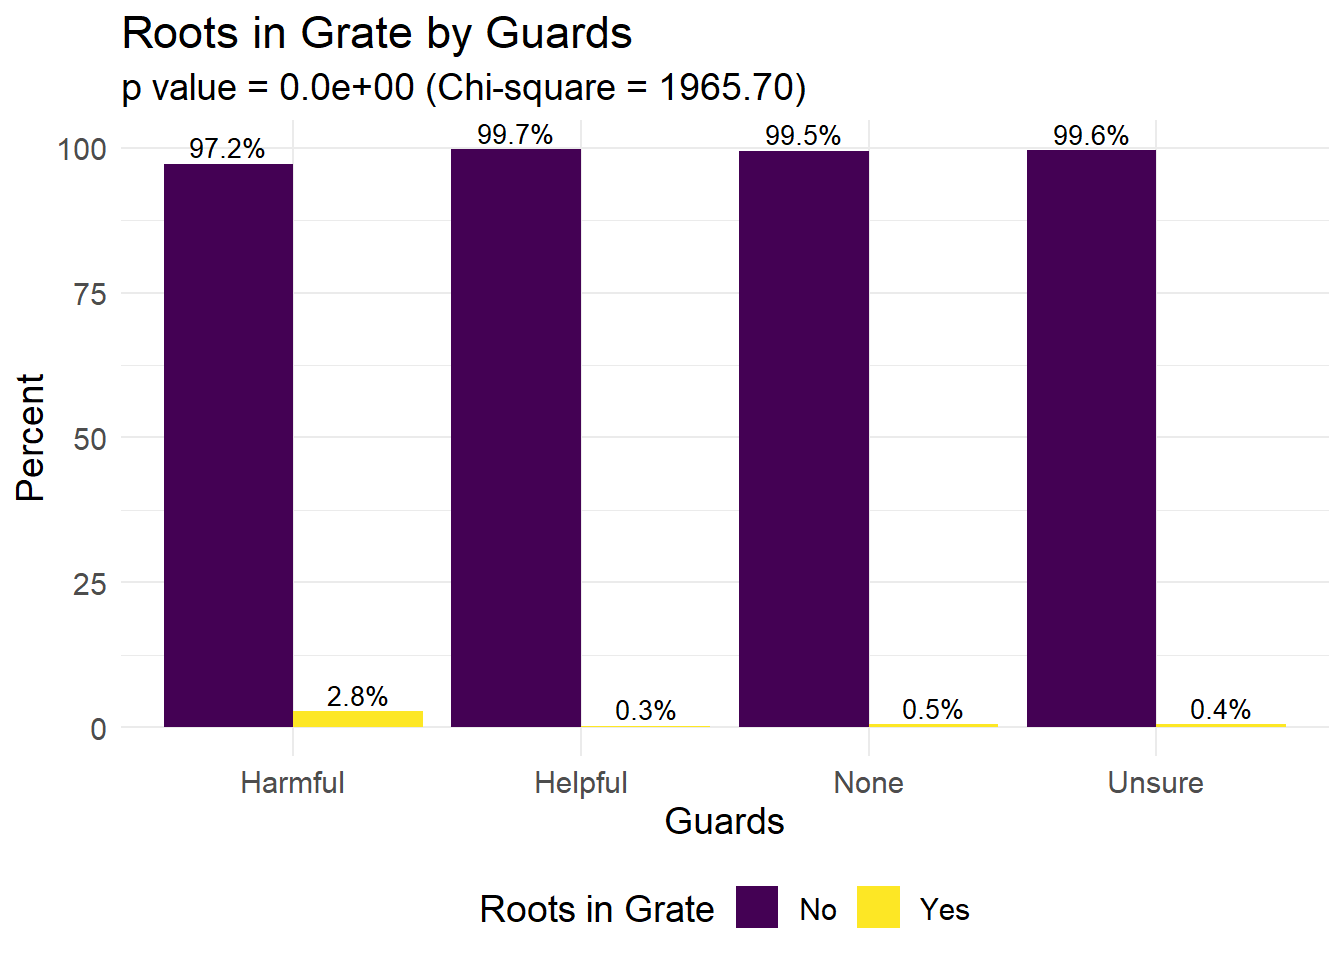 Roots in Grate by Guards
p value = 0.0e+00 (Chi-square = 1965.70)
100
75
50
25
0
Percent
97.2%
99.7%
99.5%
99.6%
2.8%
0.3%
0.5%
0.4%
Harmful
Helpful
None
Unsure
Guards
Roots in Grate No Yes